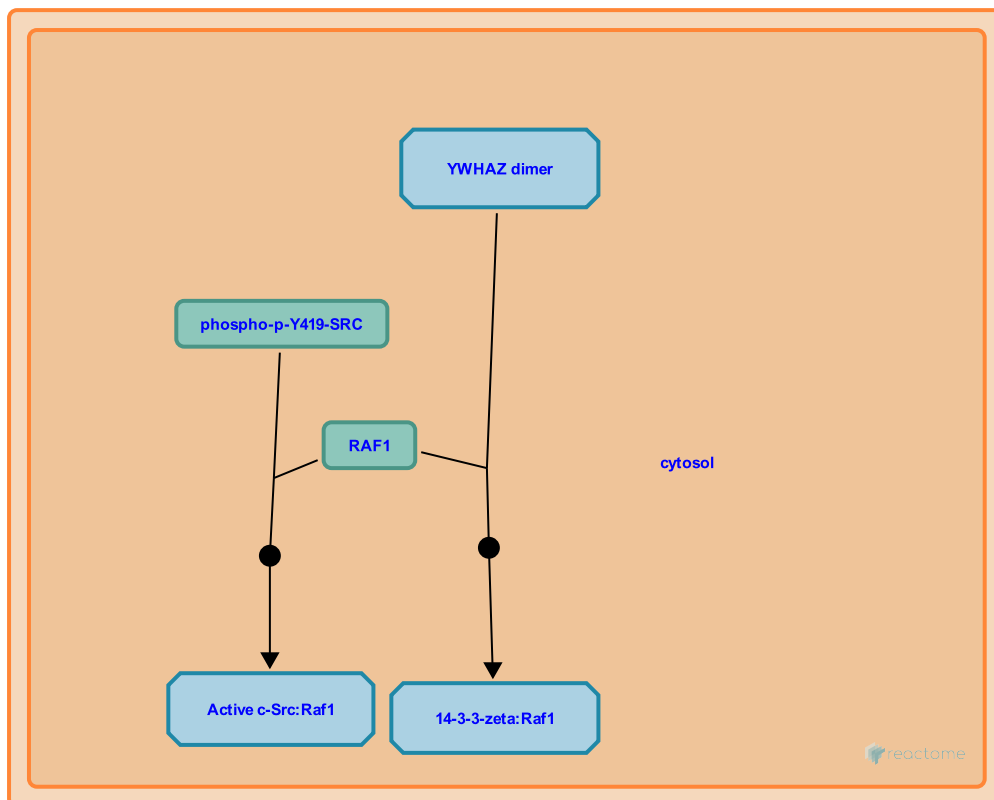 YWHAZ dimer
phospho-p-Y419-SRC
RAF1
cytosol
Active c-Src:Raf1
14-3-3-zeta:Raf1
reactome